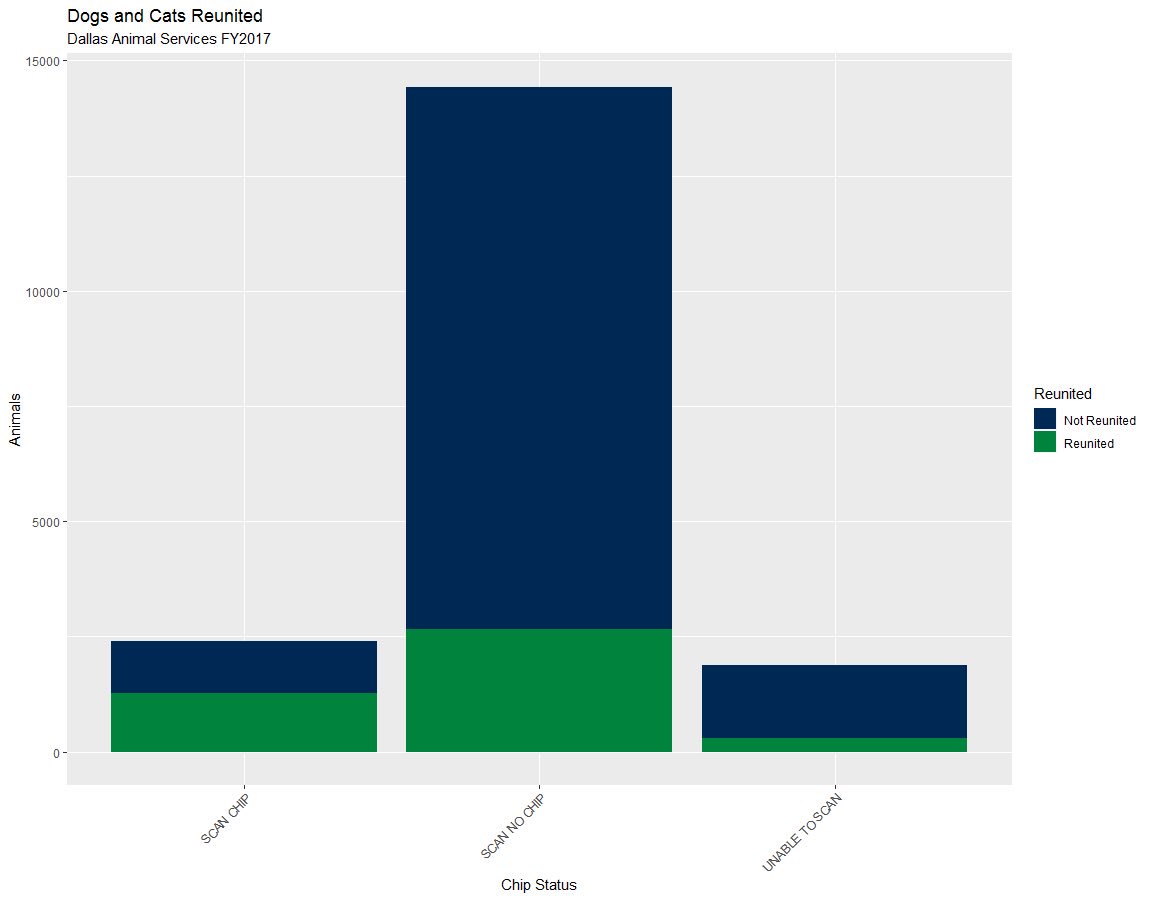 Dogs and Cats Reunited
Dallas Animal Services FY2017
15000
10000
5000
0
Animals
SCAN CHIP
SCAN NO CHIP
UNABLE TO SCAN
Chip Status
Reunited
Not Reunited
Reunited